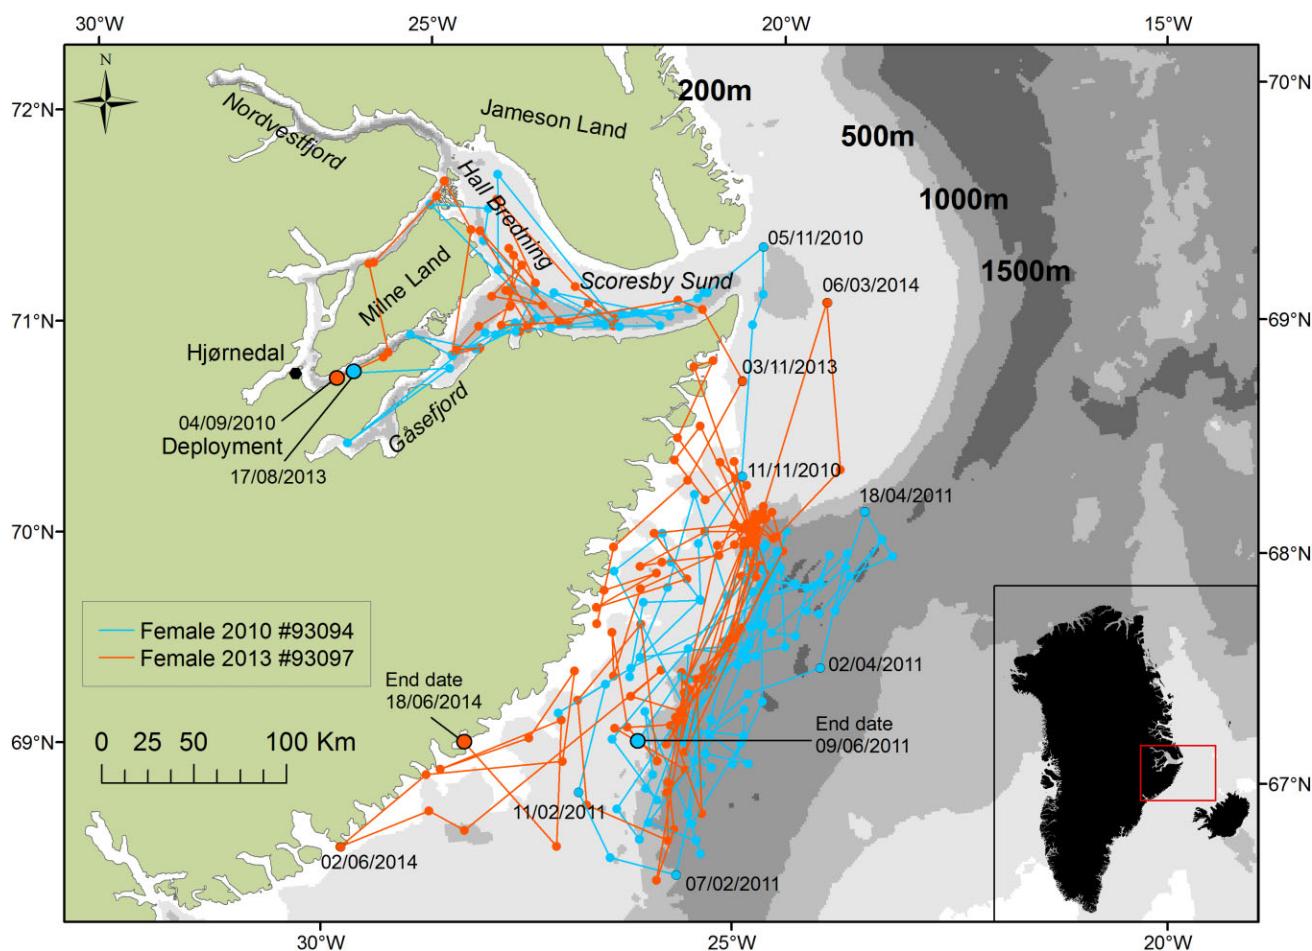 30°W 25°W 20°W 15°W
N
72°N
70°N
200m
Jameson Land
500m
Nordvestfjord
Hall Bredning
1000m
05/11/2010
1500m
Scoresby Sund
06/03/2014
Milne Land
71°N
69°N
Hjørnedal
03/11/2013
04/09/2010
Deployment
Gåsefjord
17/08/2013
11/11/2010
18/04/2011
70°N
68°N
Female 2010 #93094
Female 2013 #93097
02/04/2011
End date
18/06/2014
End date
09/06/2011
69°N
0 25 50 100 Km
67°N
11/02/2011
02/06/2014
07/02/2011
30°W 25°W 20°W